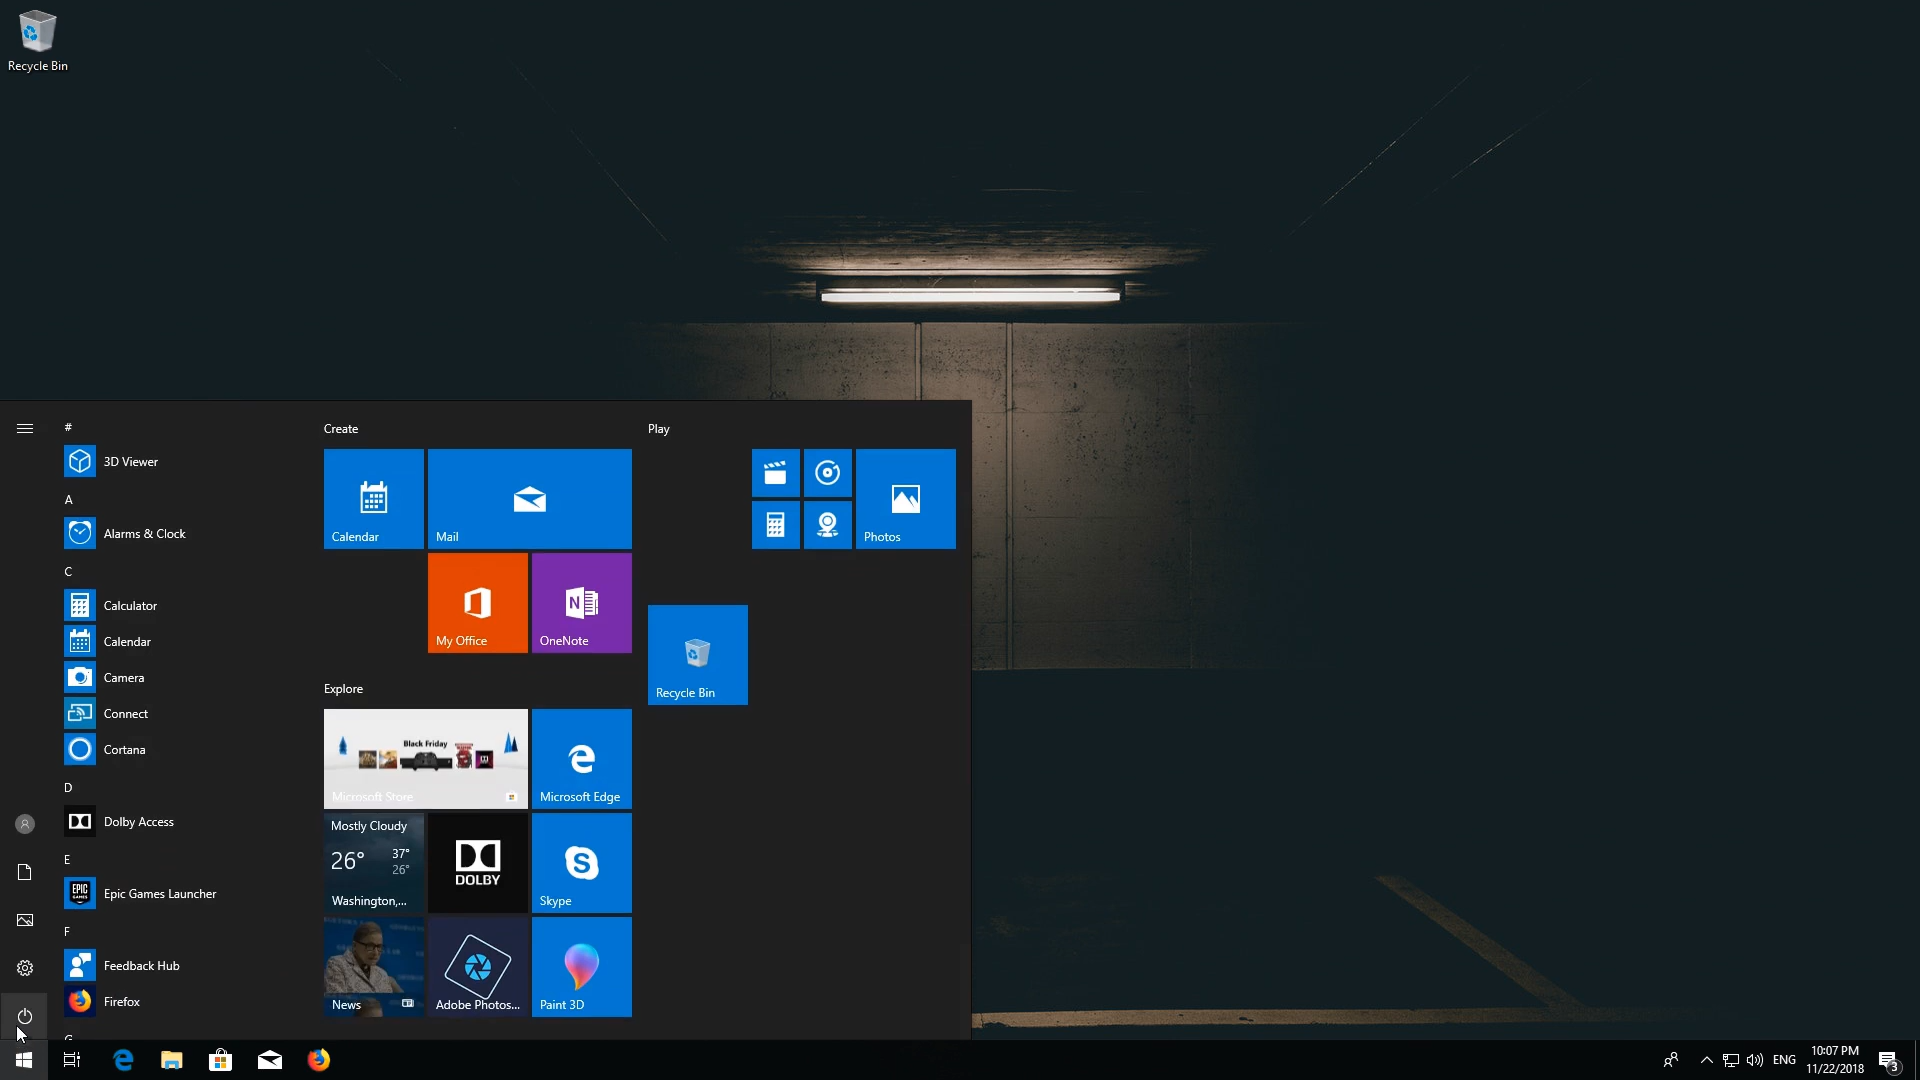 Recycle Bin
#
3D Viewer
A
Alarms & Clock
C
Calculator
Calendar
Camera
Connect
Cortana
D
Dolby Access
E
EPIC
GAMES
Epic Games Launcher
F
Feedback Hub
Firefox
G
Create
Calendar
Mail
My Office
N
OneNote
Explore
Black Friday
Microsoft Store
Microsoft Edge
Mostly Cloudy
26°
37°
26°
Washington,...
DOLBY
S
Skype
News
Adobe Photos...
Paint 3D
Play
Photos
Recycle Bin
ENG
10:07 PM
11/22/2018
3